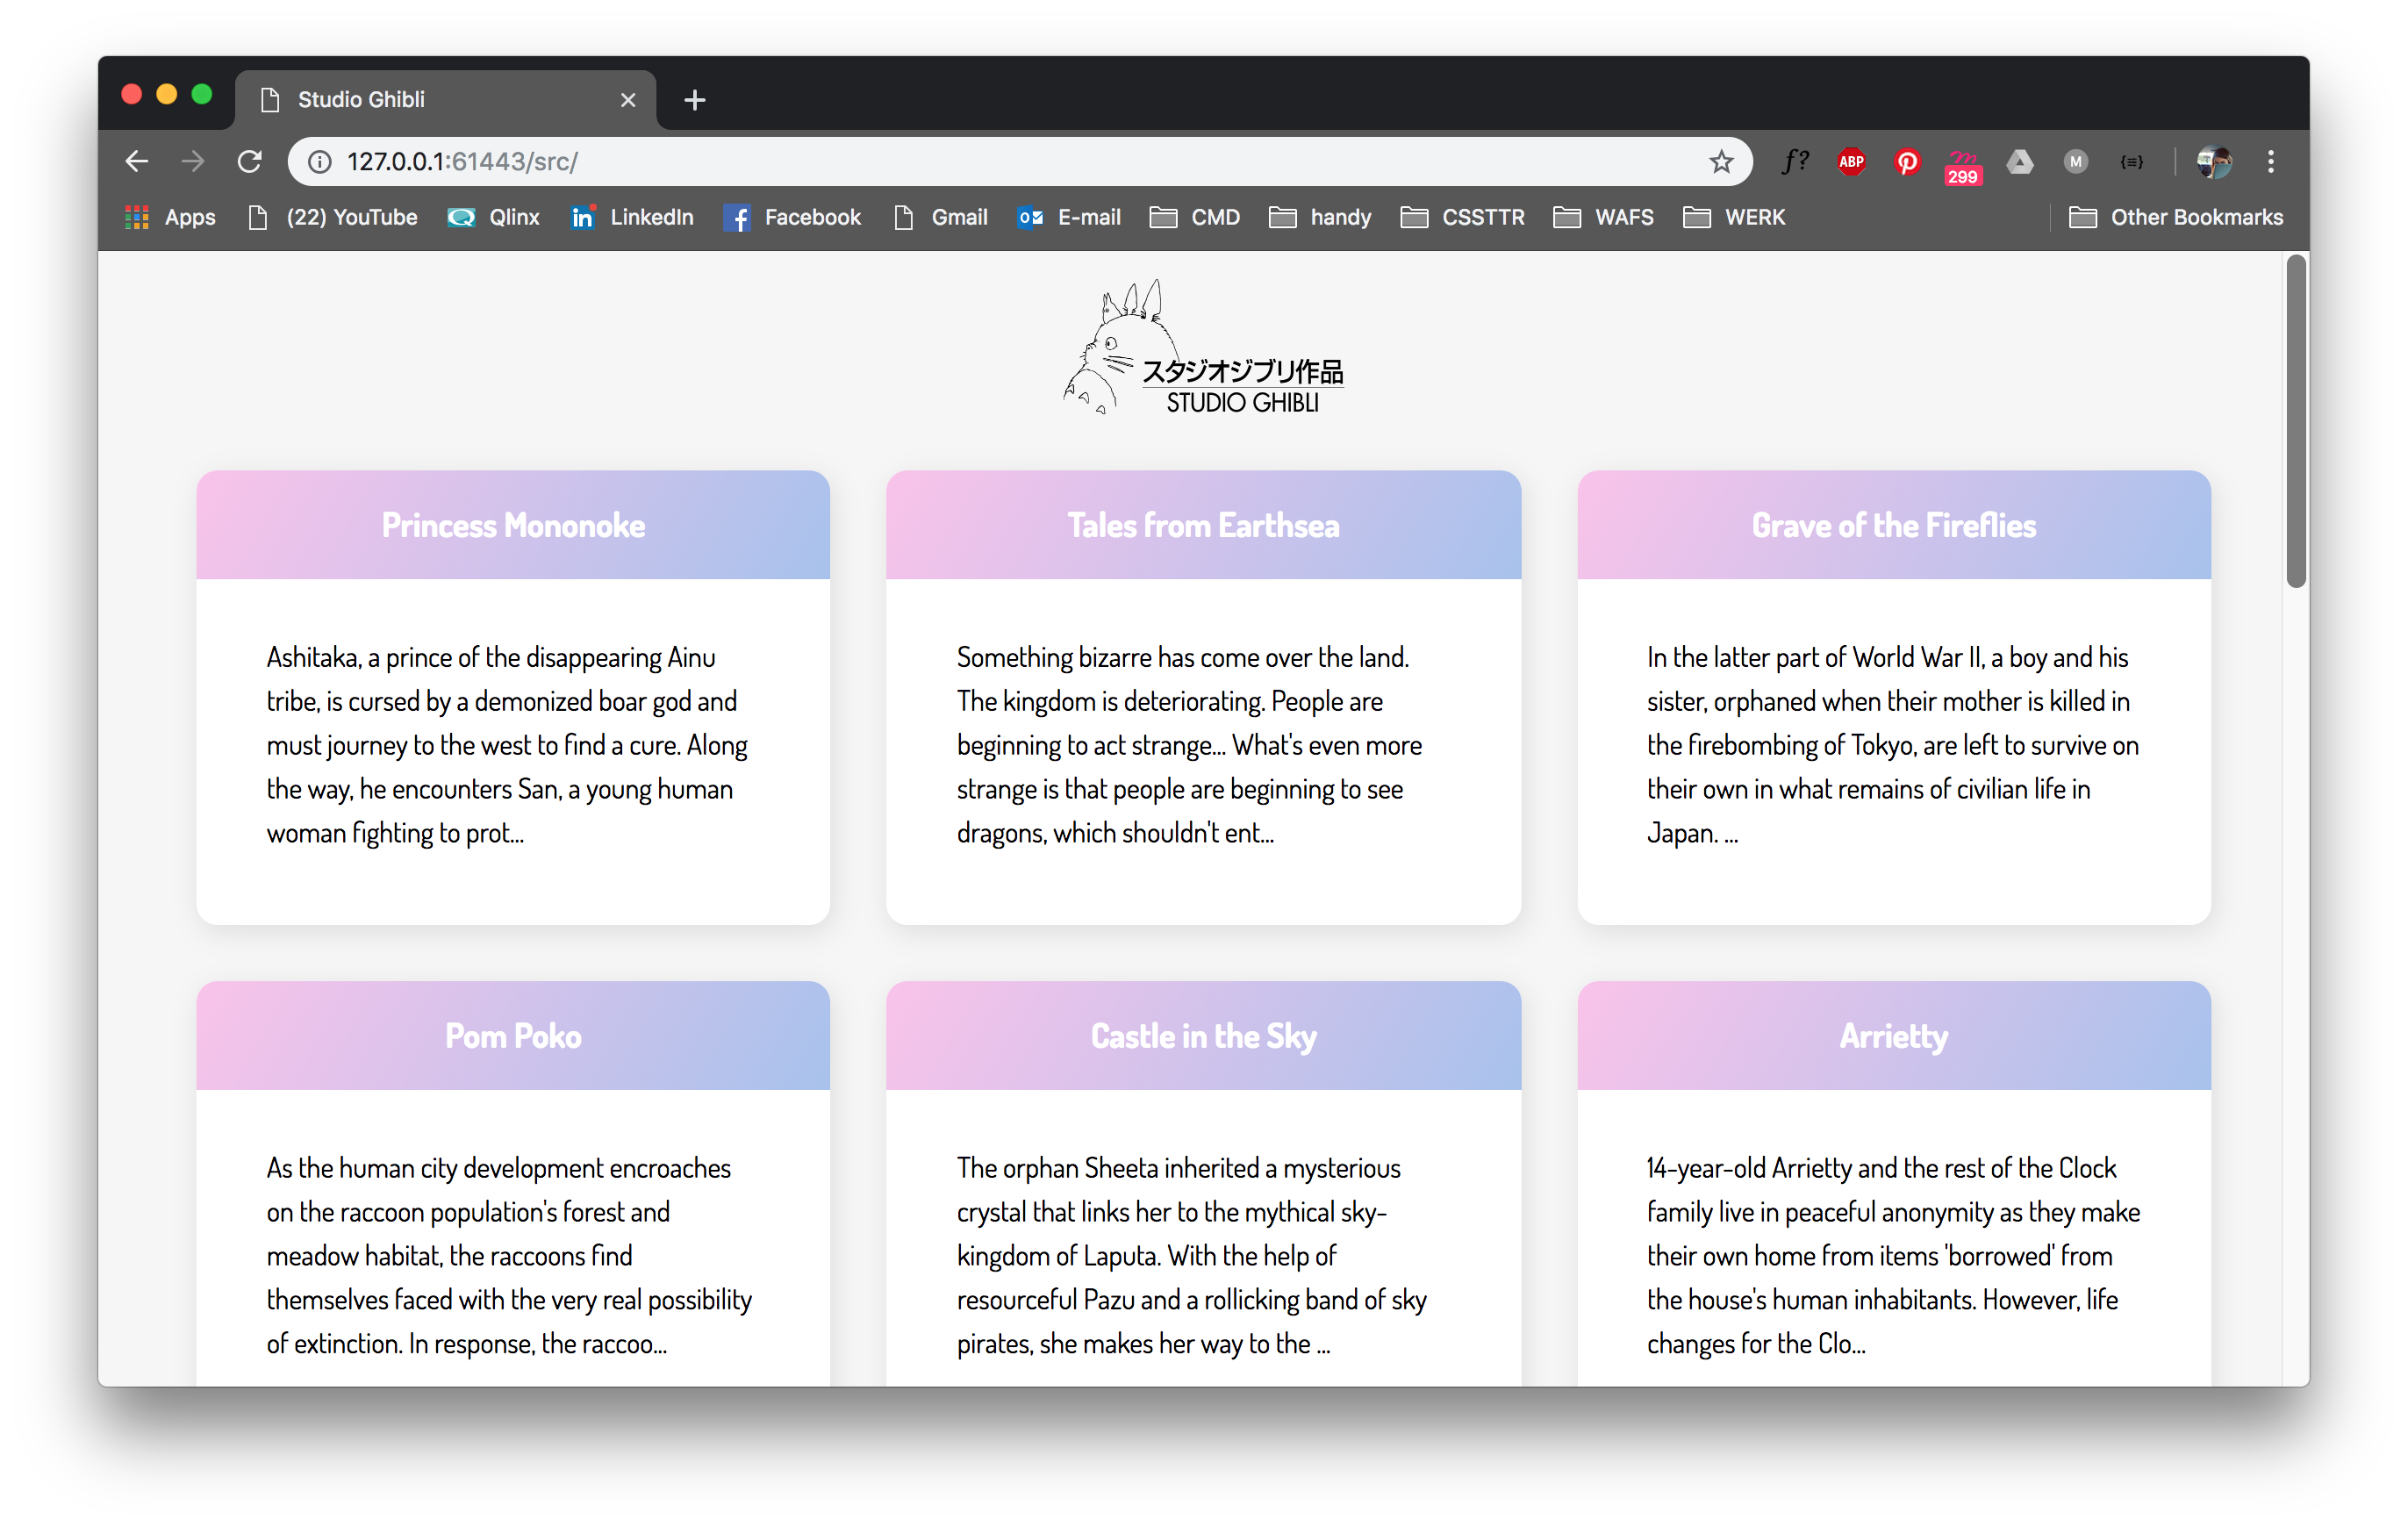 Studio Ghibli
127.0.0.1:61443/src/
f?
ABP
299
M
Apps
(22) YouTube
Qlinx
LinkedIn
Facebook
Gmail
E-mail
CMD
handy
CSSTTR
WAFS
WERK
Other Bookmarks
スタジオジブリ作品
STUDIO GHIBLI
Princess Mononoke
Ashitaka, a prince of the disappearing Ainu
tribe, is cursed by a demonized boar god and
must journey to the west to find a cure. Along
the way, he encounters San, a young human
woman fighting to prot...
Tales from Earthsea
Something bizarre has come over the land.
The kingdom is deteriorating. People are
beginning to act strange... What's even more
strange is that people are beginning to see
dragons, which shouldn't ent...
Grave of the Fireflies
In the latter part of World War II, a boy and his
sister, orphaned when their mother is killed in
the firebombing of Tokyo, are left to survive on
their own in what remains of civilian life in
Japan. ...
Pom Poko
As the human city development encroaches
on the raccoon population's forest and
meadow habitat, the raccoons find
themselves faced with the very real possibility
of extinction. In response, the raccoo...
Castle in the Sky
The orphan Sheeta inherited a mysterious
crystal that links her to the mythical sky-
kingdom of Laputa. With the help of
resourceful Pazu and a rollicking band of sky
pirates, she makes her way to the ...
Arrietty
14-year-old Arrietty and the rest of the Clock
family live in peaceful anonymity as they make
their own home from items 'borrowed' from
the house's human inhabitants. However, life
changes for the Clo...